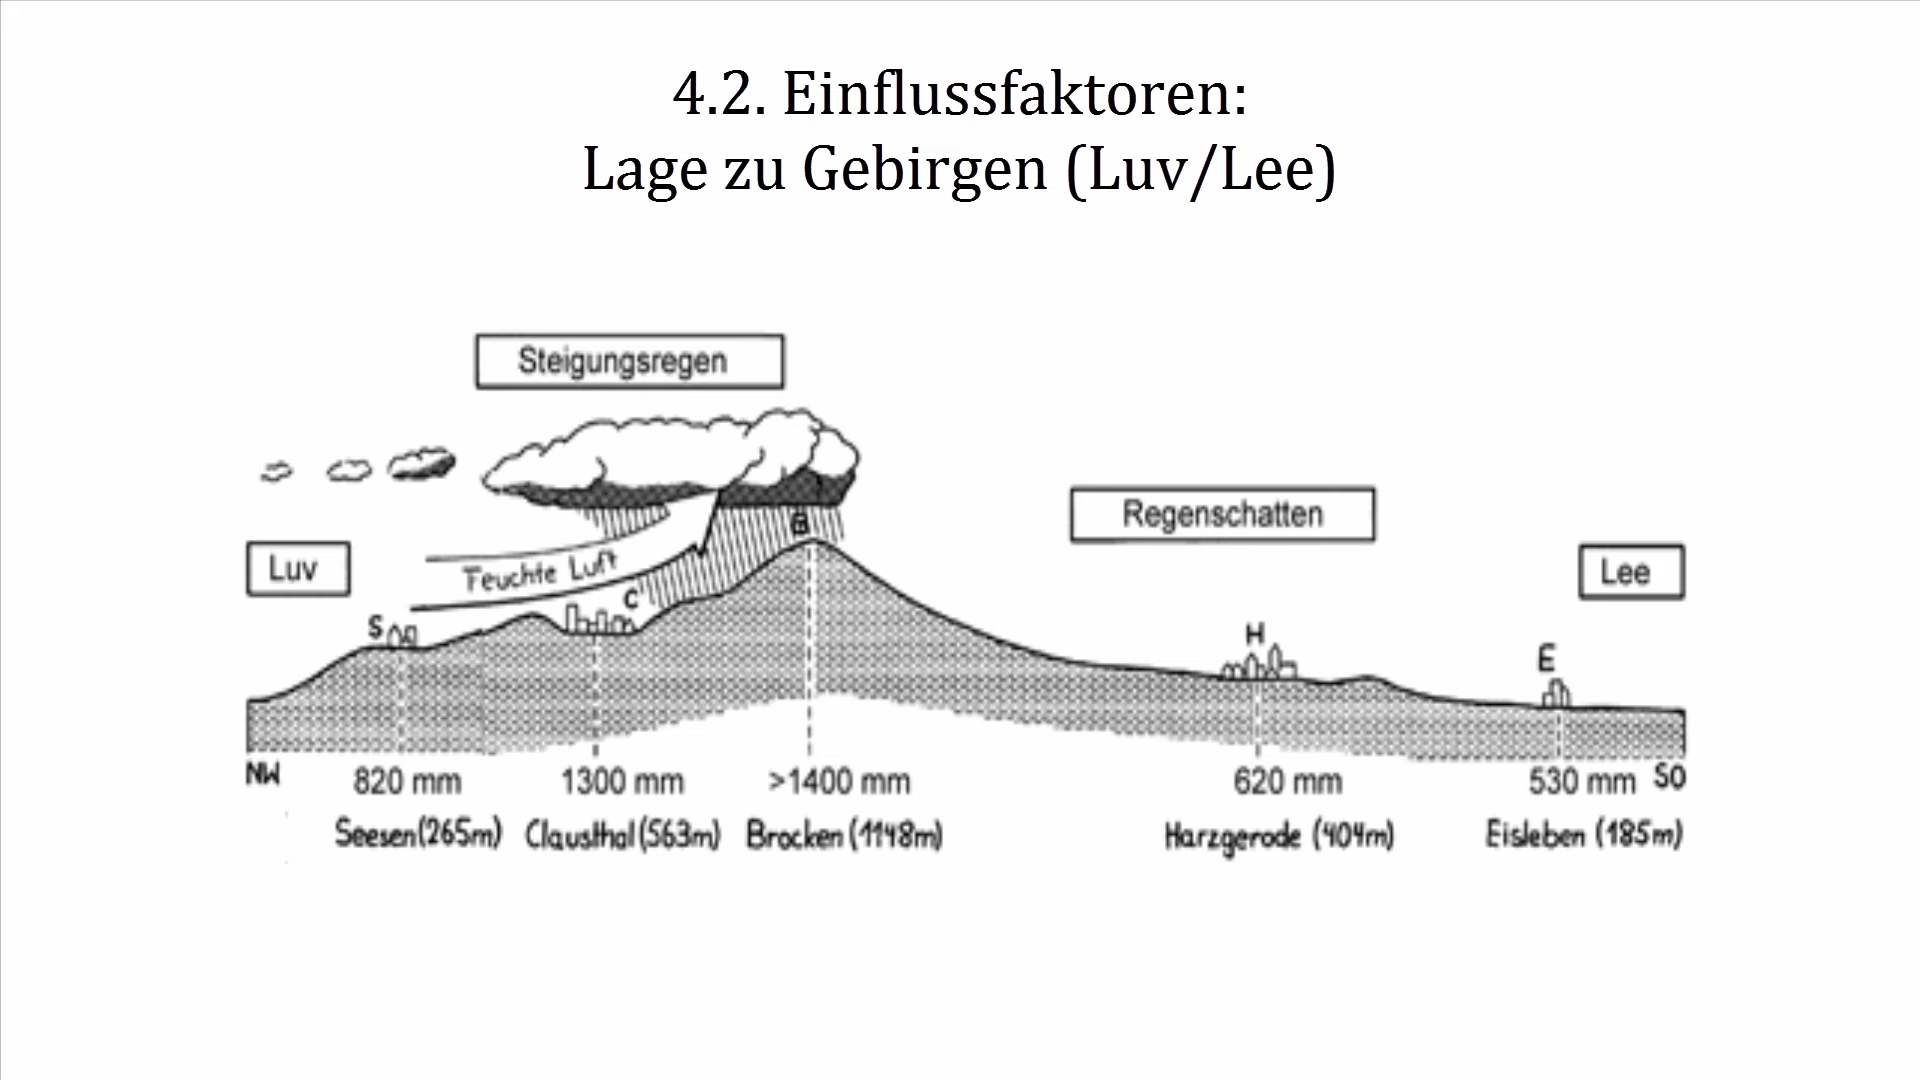 4.2. Einflussfaktoren:
Lage zu Gebirgen (Luv/Lee)
Steigungsregen
Regenschatten
Luv
Lee
Feuchte Luft
B
C
S
H
E
NW
820 mm
1300 mm
>1400 mm
620 mm
530 mm
SO
Seesen (265m)
Clausthal (563m)
Brocken (1148m)
Harzgerode (404m)
Eisleben (185m)